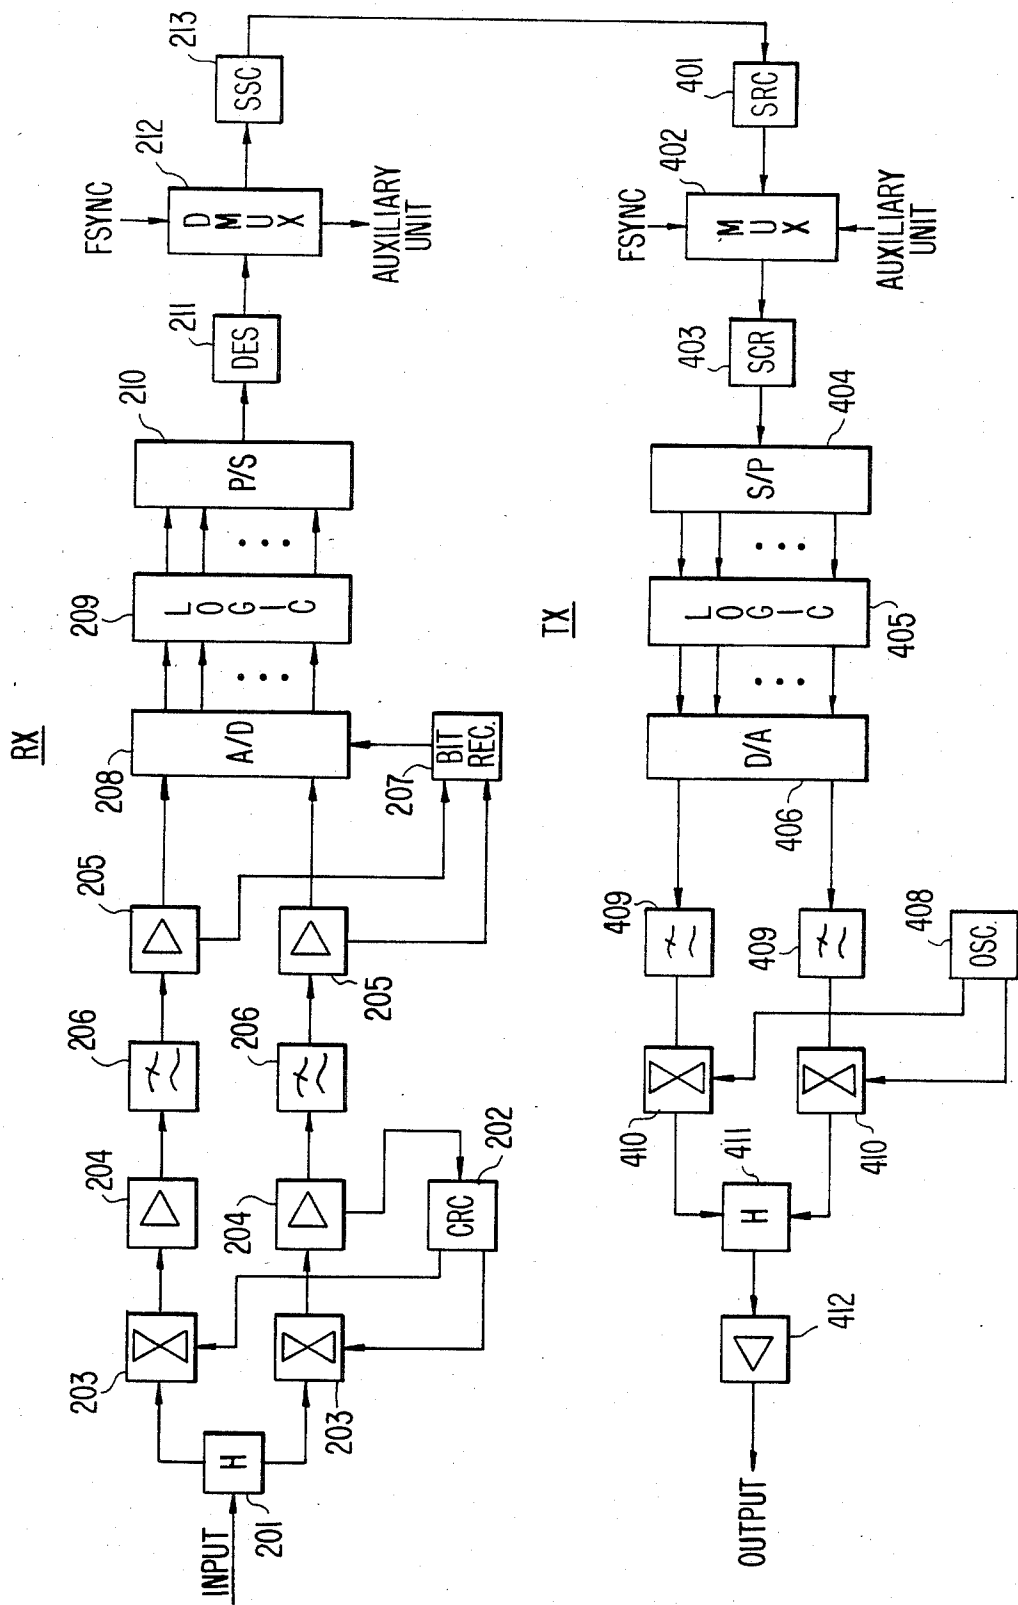 RX
INPUT
201
H
203
203
204
204
CRC
202
206
206
205
205
BIT
REC.
207
A/D
208
LOGIC
209
P/S
210
DES
211
FSYNC
DMUX
212
AUXILIARY
UNIT
SSC
213
TX
SRC
401
FSYNC
MUX
402
AUXILIARY
UNIT
SCR
403
S/P
404
LOGIC
405
D/A
406
409
409
OSC.
408
410
410
H
411
412
OUTPUT